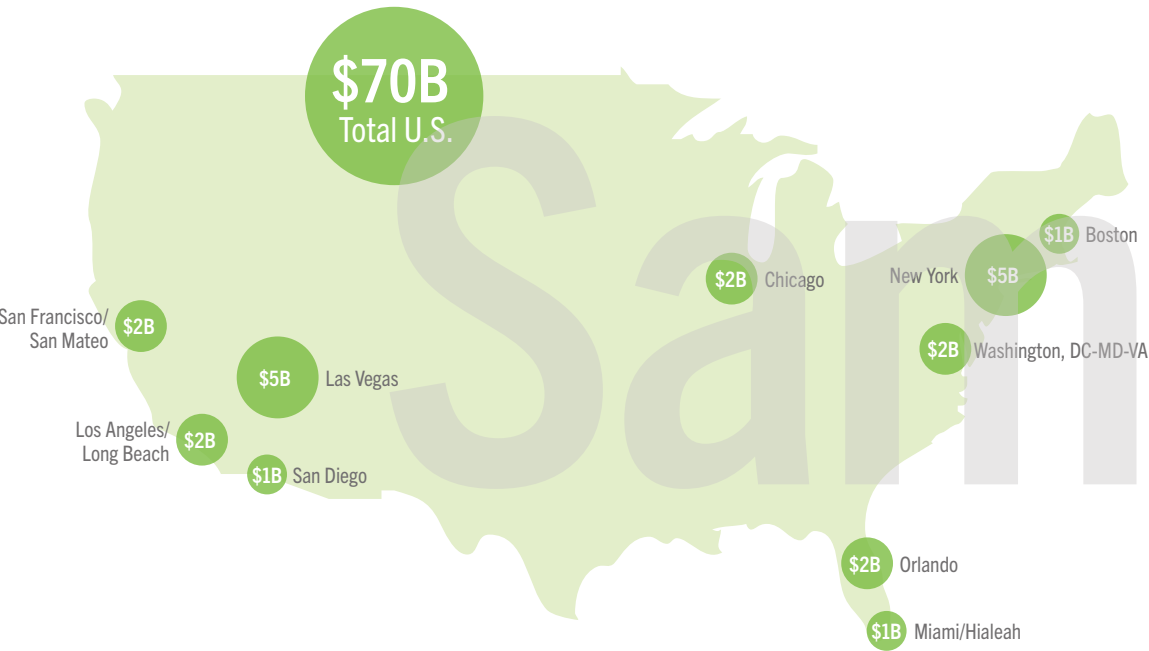 $70B
Total U.S.
$1B Boston
$2B Chicago
New York $5B
San Francisco/
San Mateo
$2B
$2B Washington, DC-MD-VA
$5B Las Vegas
Los Angeles/
Long Beach
$2B
$1B San Diego
$2B Orlando
$1B Miami/Hialeah
Sam